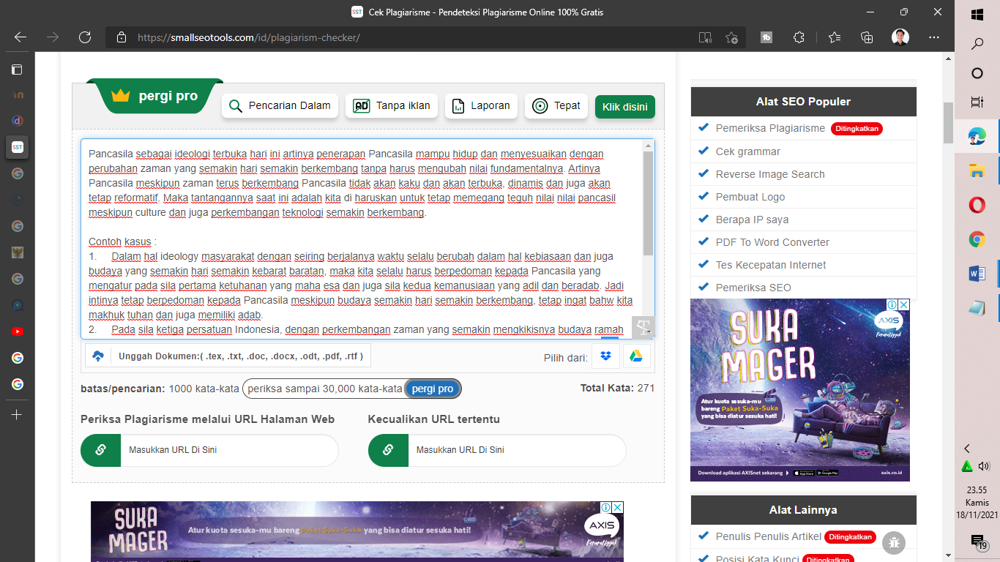 Cek Plagiarisme - Pendeteksi Plagiarisme Online 100% Gratis
https://smallseotools.com/id/plagiarism-checker/
pergi pro
Pencarian Dalam
Tanpa iklan
Laporan
Tepat
Klik disini
Pancasila sebagai ideologi terbuka hari ini artinya penerapan Pancasila mampu hidup dan menyesuaikan dengan
perubahan zaman yang semakin hari semakin berkembang tanpa harus mengubah nilai fundamentalnya. Artinya
Pancasila meskipun zaman terus berkembang Pancasila tidak akan kaku dan akan terbuka, dinamis dan juga akan
tetap reformatif. Maka tantangannya saat ini adalah kita di haruskan untuk tetap memegang teguh nilai nilai pancasil
meskipun culture dan juga perkembangan teknologi semakin berkembang.
Contoh kasus :
1. Dalam hal ideology masyarakat dengan seiring berjalanya waktu selalu berubah dalam hal kebiasaan dan juga
budaya yang semakin hari semakin kebarat baratan, maka kita selalu harus berpedoman kepada Pancasila yang
mengatur pada sila pertama ketuhanan yang maha esa dan juga sila kedua kemanusiaan yang adil dan beradab. Jadi
intinya tetap berpedoman kepada Pancasila meskipun budaya semakin hari semakin berkembang, tetap ingat bahw kita
makhuk tuhan dan juga memiliki adab.
2. Pada sila ketiga persatuan Indonesia, dengan perkembangan zaman yang semakin mengkikisnya budaya ramah
Unggah Dokumen:( .tex, .txt, .doc, .docx, .odt, .pdf, .rtf )
Pilih dari:
batas/pencarian: 1000 kata-kata
periksa sampai 30,000 kata-kata
pergi pro
Total Kata: 271
Periksa Plagiarisme melalui URL Halaman Web
Kecualikan URL tertentu
Masukkan URL Di Sini
Masukkan URL Di Sini
SUKA
MAGER
Atur kuota sesuka-mu bareng Paket Suka-Suka yang bisa diatur sesuka hati!
AXIS
Alat SEO Populer
Pemeriksa Plagiarisme Ditingkatkan
Cek grammar
Reverse Image Search
Pembuat Logo
Berapa IP saya
PDF To Word Converter
Tes Kecepatan Internet
Pemeriksa SEO
SUKA
MAGER
AXIS
Atur kuota sesuka-mu
bareng Paket Suka-Suka
yang bisa diatur sesuka hati!
Download aplikasi AXISnet sekarang
App Store
Google Play
axis.co.id
Alat Lainnya
Penulis Penulis Artikel Ditingkatkan
Posisi Kata Kunci Ditingkatkan
SST
23.55
Kamis
18/11/2021
19